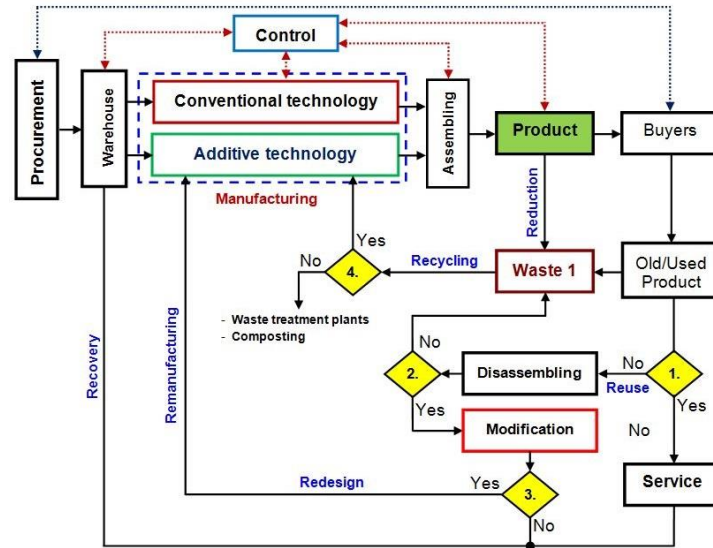 Control
Procurement
Warehouse
Conventional technology
Additive technology
Manufacturing
Assembling
Product
Buyers
Reduction
Yes
No
4.
Recycling
Waste 1
Old/Used
Product
- Waste treatment plants
- Composting
Recovery
Remanufacturing
No
2.
Yes
Disassembling
No
Reuse
1.
Yes
Modification
No
Service
Redesign
Yes
3.
No